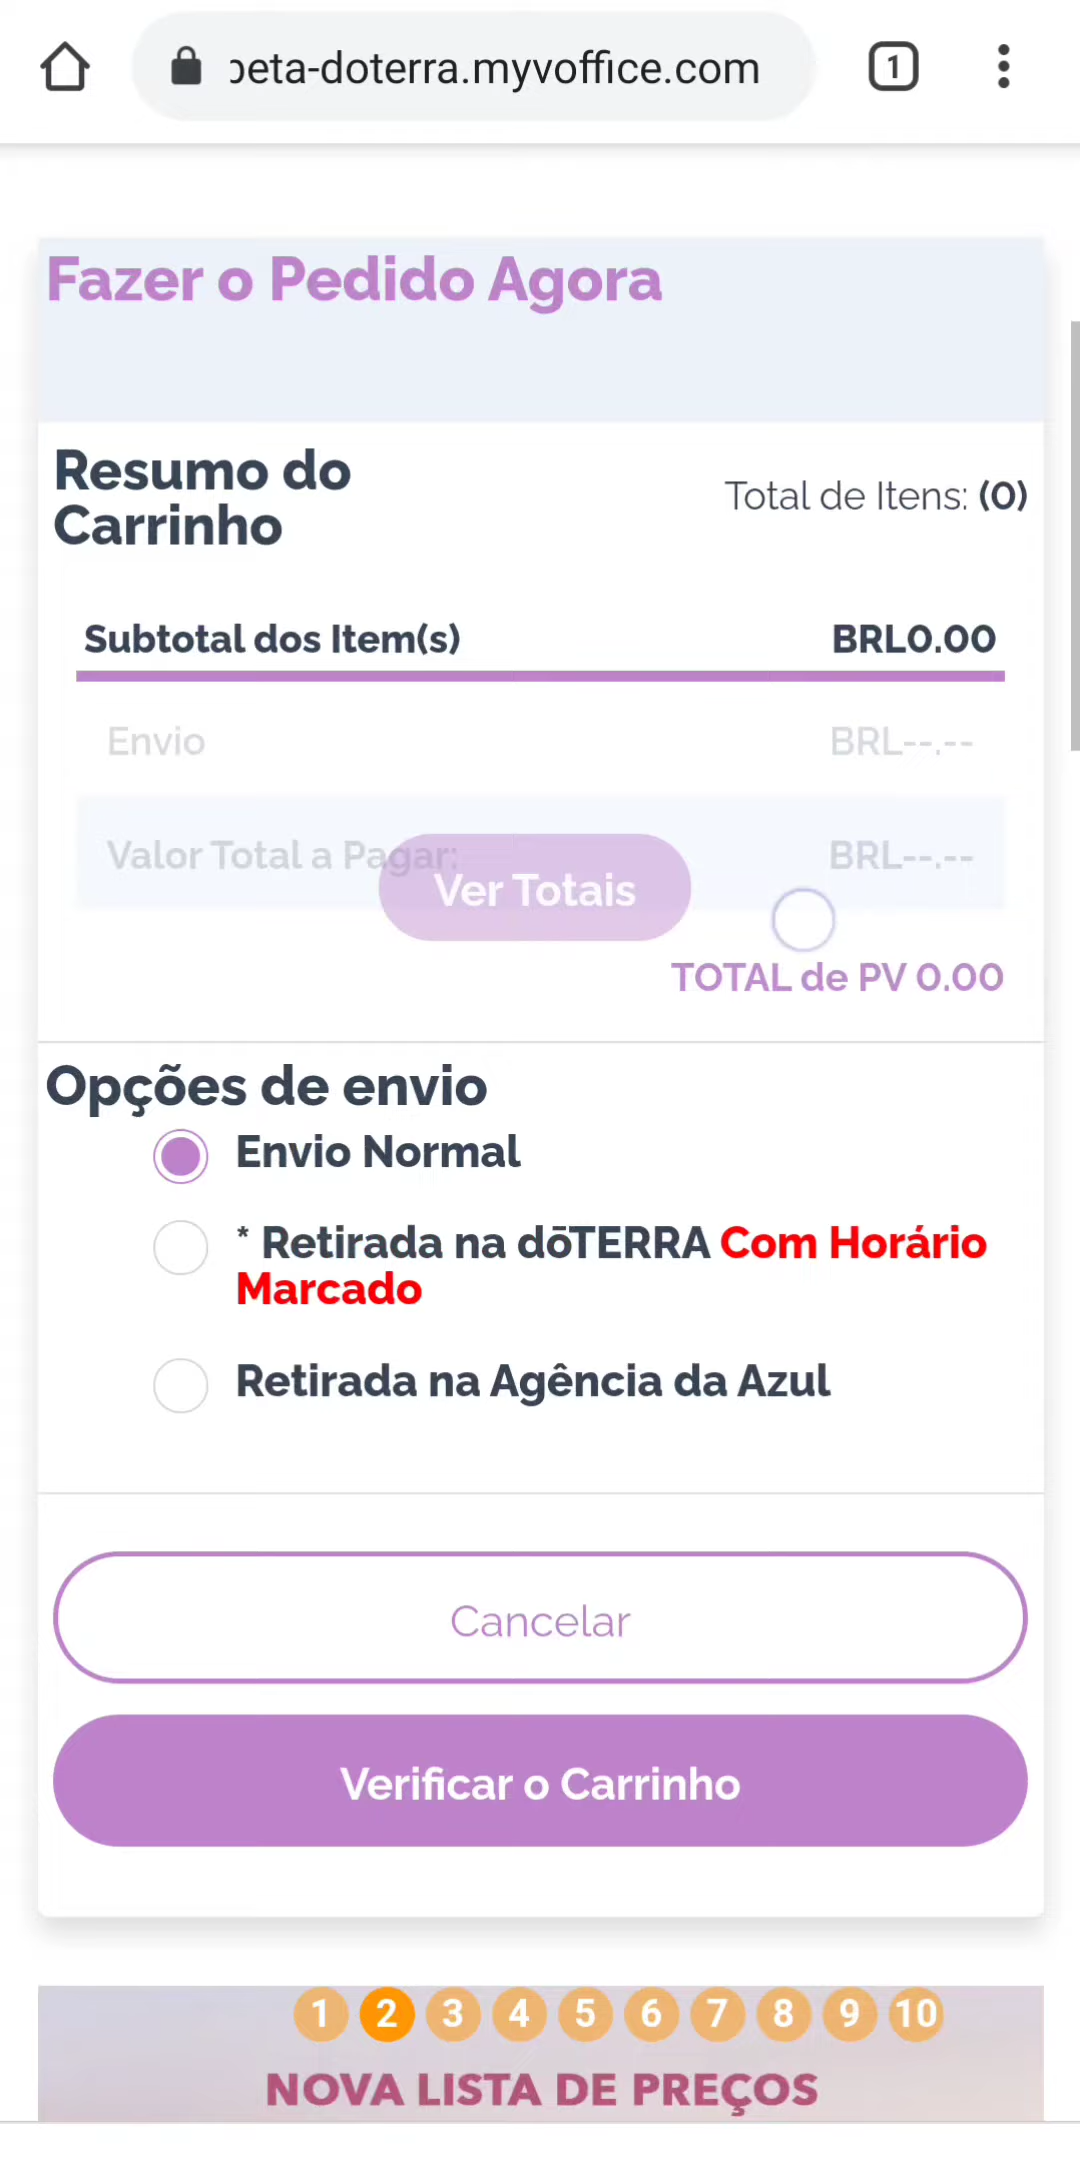 beta-doterra.myvoffice.com
1
Fazer o Pedido Agora
Resumo do
Carrinho
Total de Itens: (0)
Subtotal dos Item(s) BRL0.00
Envio BRL--.--
Valor Total a Pagar: BRL--.--
Ver Totais
TOTAL de PV 0.00
Opções de envio
Envio Normal
* Retirada na dōTERRA Com Horário
Marcado
Retirada na Agência da Azul
Cancelar
Verificar o Carrinho
1 2 3 4 5 6 7 8 9 10
NOVA LISTA DE PREÇOS